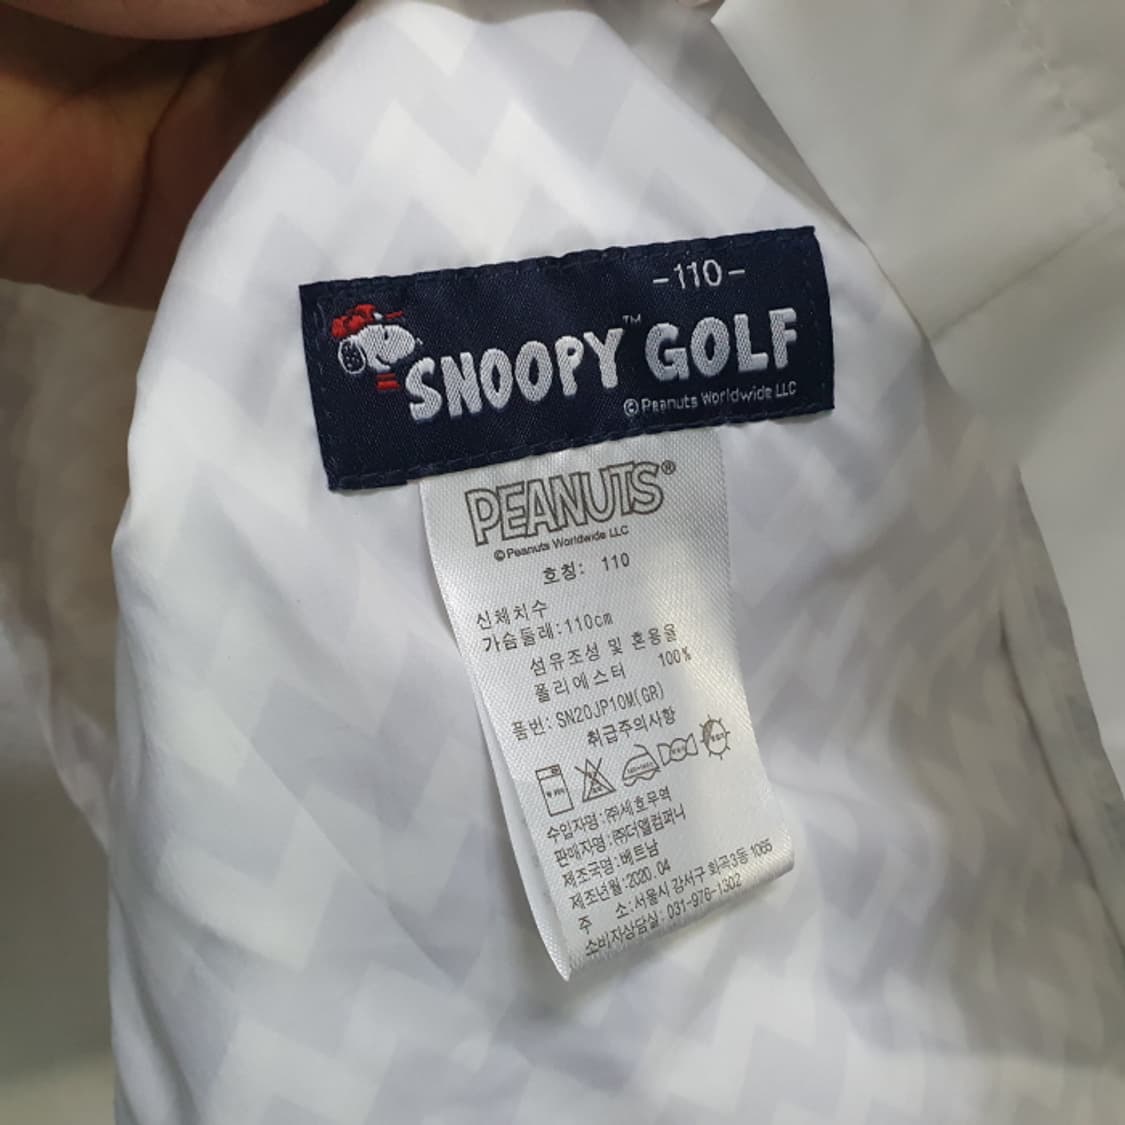 -110-
SNOOPY™ GOLF
©Peanuts Worldwide LLC
PEANUTS®
©Peanuts Worldwide LLC
호칭: 110
신체치수
가슴둘레:110cm
섬유조성 및 혼용율
폴리에스터 100%
품번: SN20JP10M(GR)
취급주의사항
수입자명:㈜세호무역
판매자명:㈜더엘컴퍼니
제조국명:베트남
제조년월:2020.04
주 소:서울시 강서구 화곡3동 1065
소비자상담실: 031-976-1302